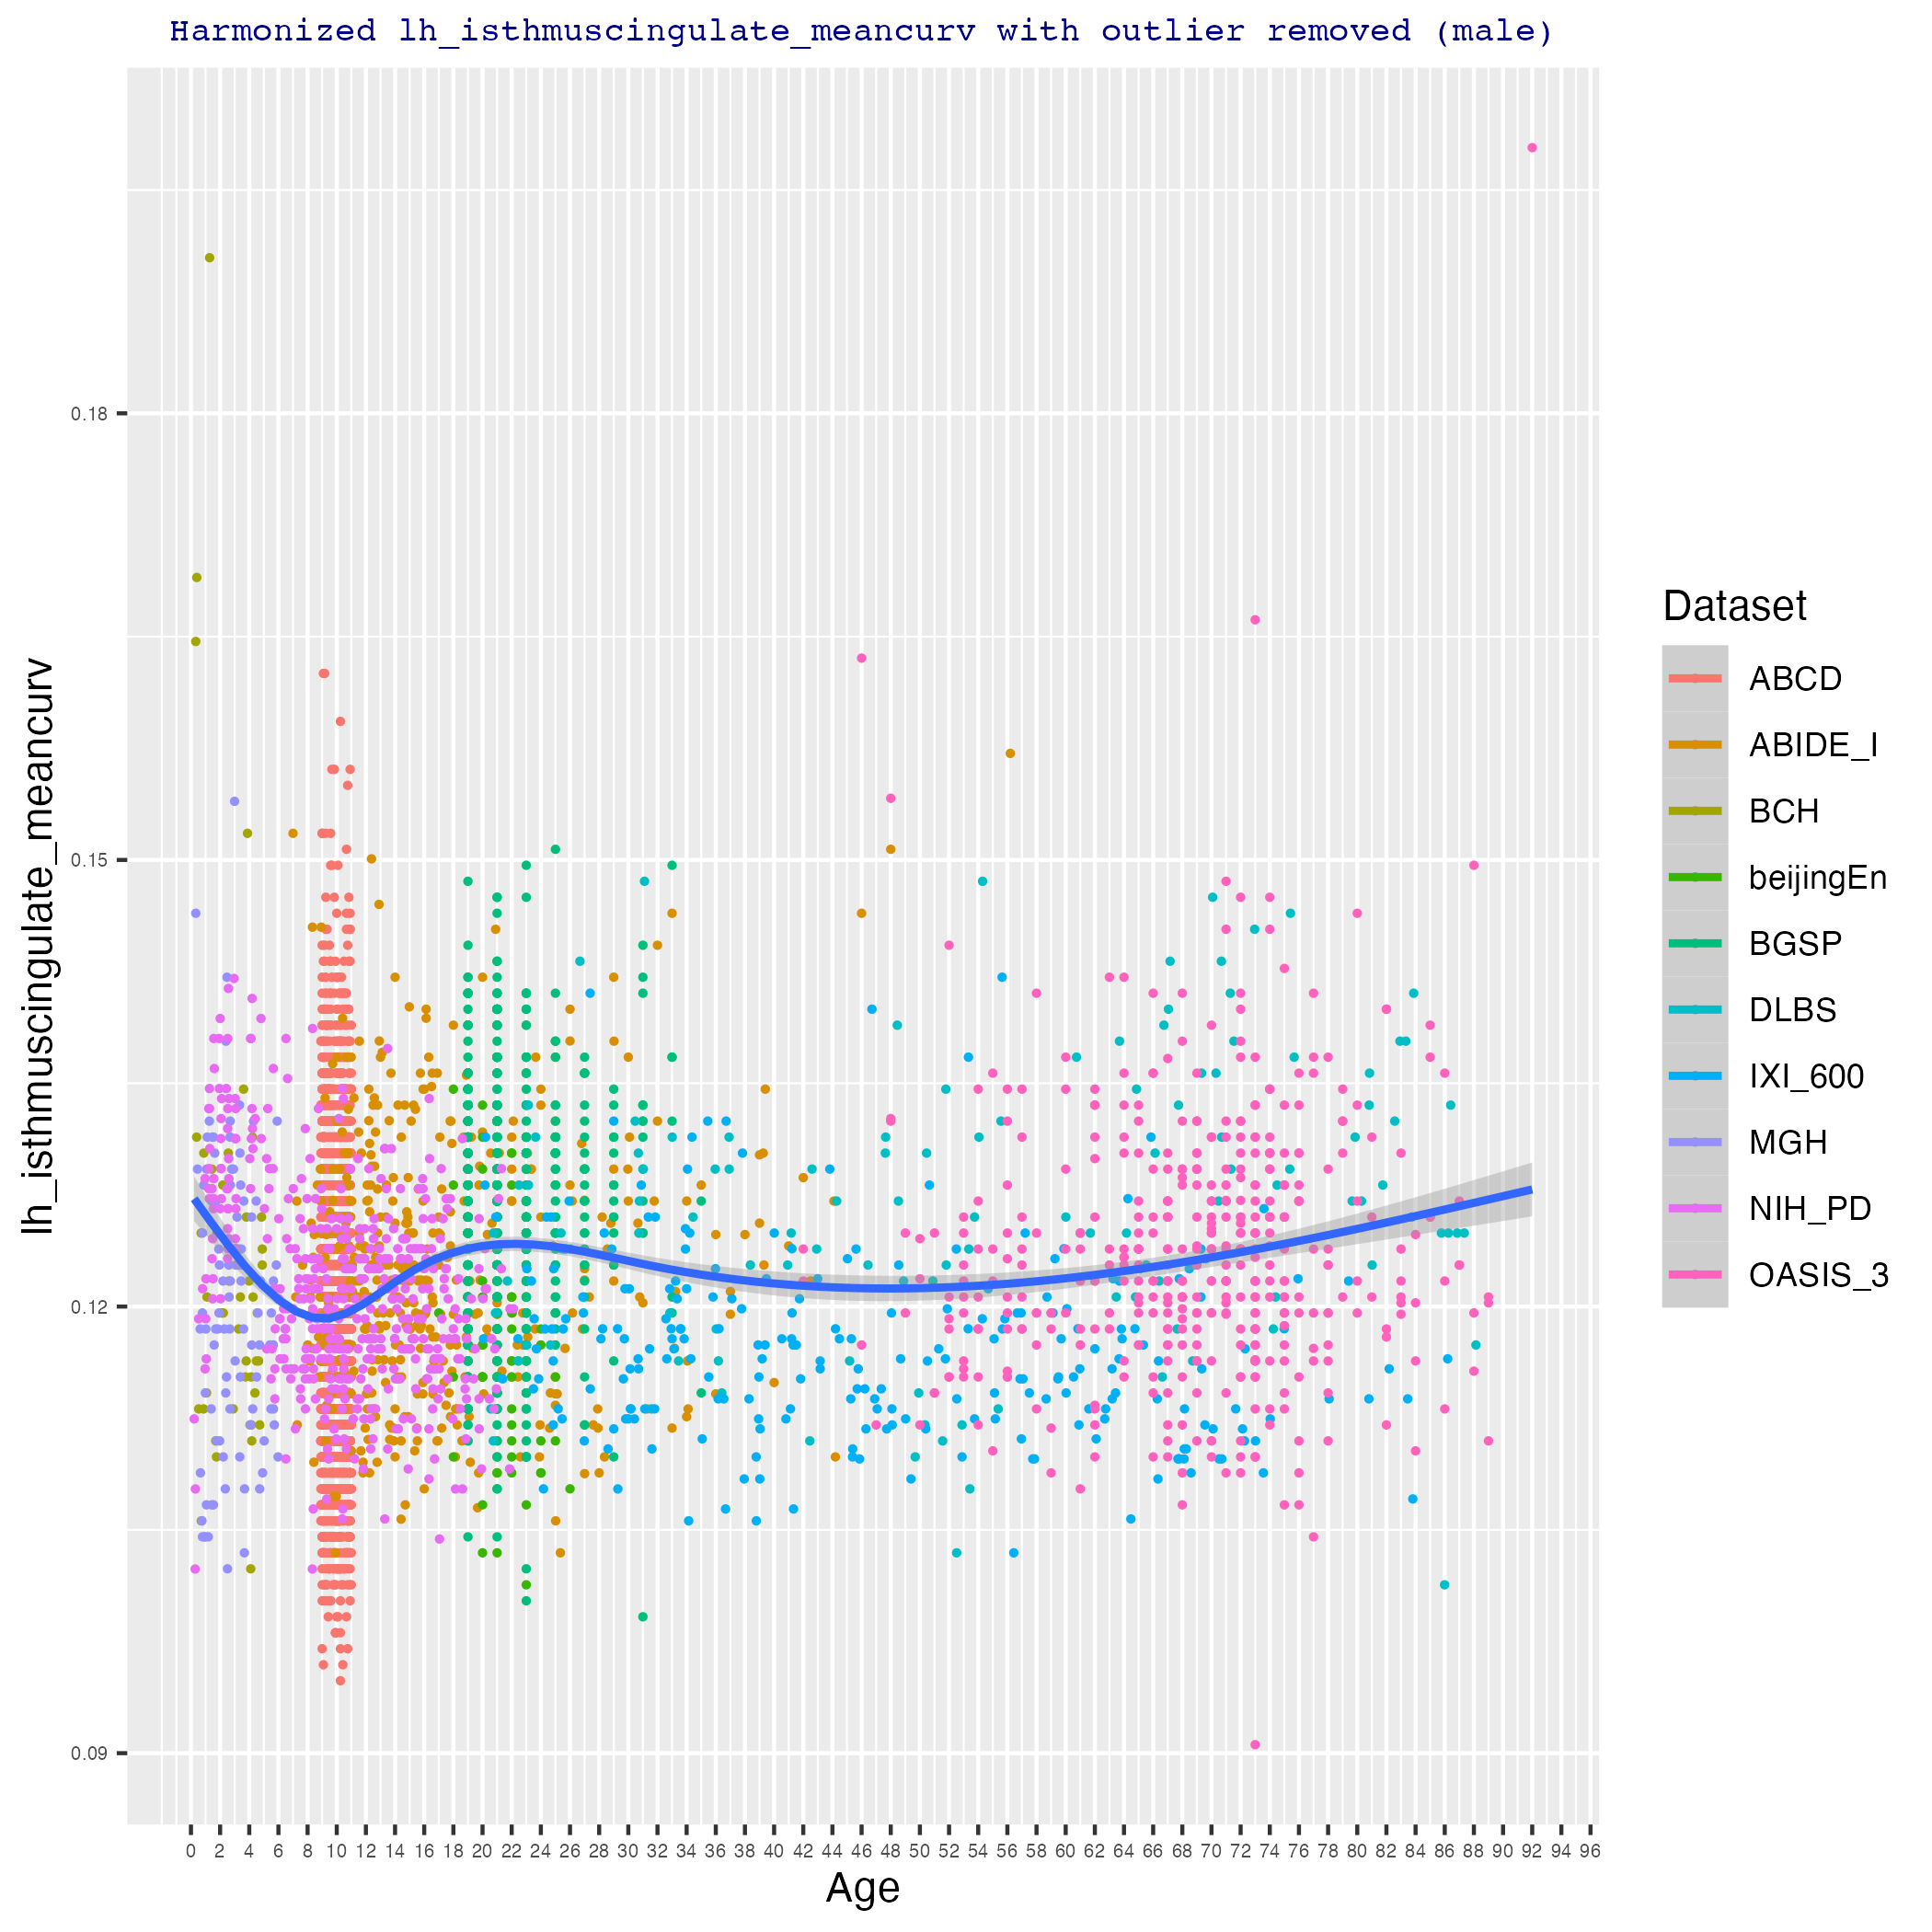 Harmonized lh_isthmuscingulate_meancurv with outlier removed (male)
lh_isthmuscingulate_meancurv
0.18
0.15
0.12
0.09
0 2 4 6 8 10 12 14 16 18 20 22 24 26 28 30 32 34 36 38 40 42 44 46 48 50 52 54 56 58 60 62 64 66 68 70 72 74 76 78 80 82 84 86 88 90 92 94 96
Age
Dataset
ABCD
ABIDE_I
BCH
beijingEn
BGSP
DLBS
IXI_600
MGH
NIH_PD
OASIS_3